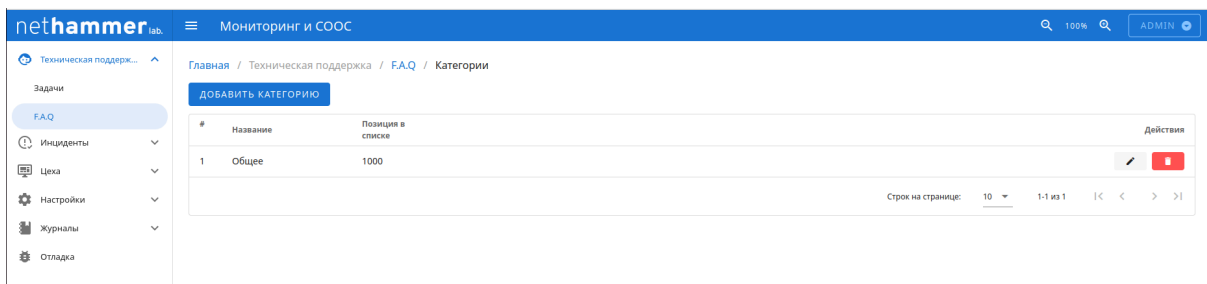 nethammer lab.
Мониторинг и СООС
100%
ADMIN
Техническая поддерж...
Задачи
F.A.Q
Инциденты
Цеха
Настройки
Журналы
Отладка
Главная / Техническая поддержка / F.A.Q / Категории
ДОБАВИТЬ КАТЕГОРИЮ
# Название Позиция в списке Действия
1 Общее 1000
Строк на странице: 10 1-1 из 1